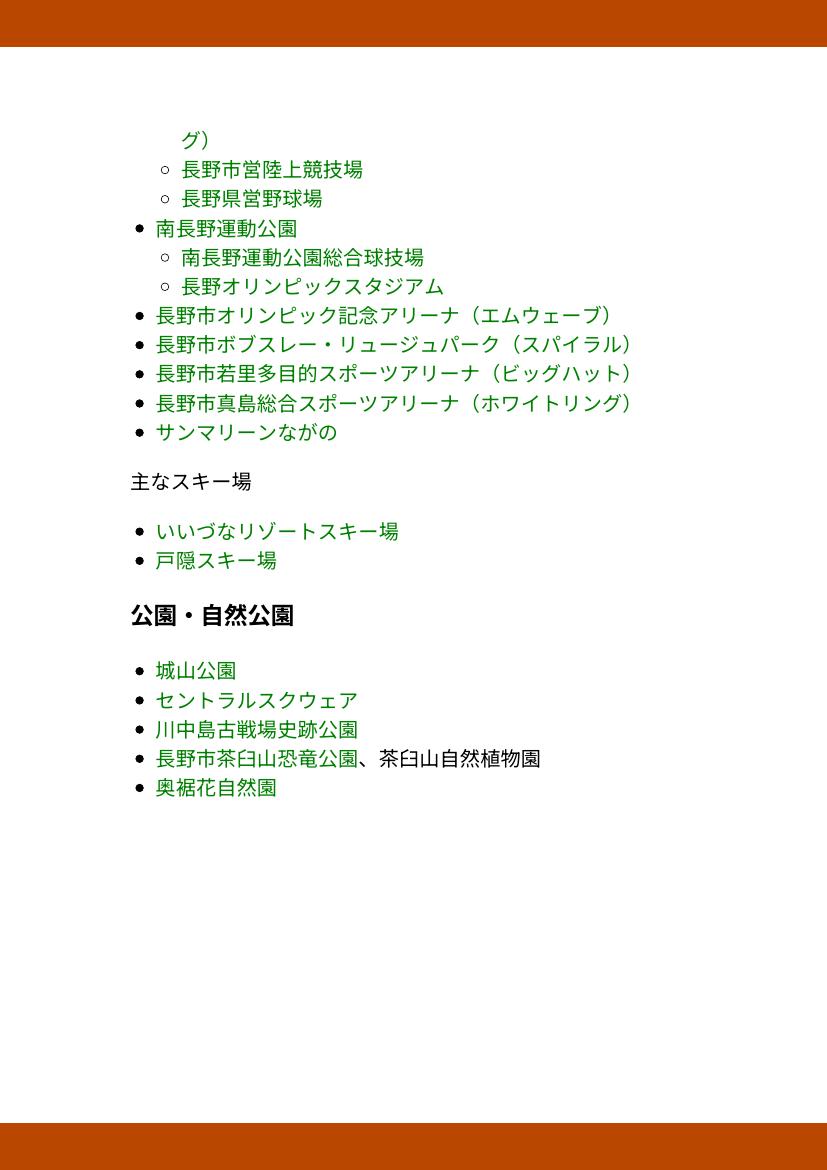 グ）
長野市営陸上競技場
長野県営野球場
南長野運動公園
南長野運動公園総合球技場
長野オリンピックスタジアム
長野市オリンピック記念アリーナ（エムウェーブ）
長野市ボブスレー・リュージュパーク（スパイラル）
長野市若里多目的スポーツアリーナ（ビッグハット）
長野市真島総合スポーツアリーナ（ホワイトリング）
サンマリーンながの
主なスキー場
いいづなリゾートスキー場
戸隠スキー場
公園・自然公園
城山公園
セントラルスクウェア
川中島古戦場史跡公園
長野市茶臼山恐竜公園、茶臼山自然植物園
奥裾花自然園